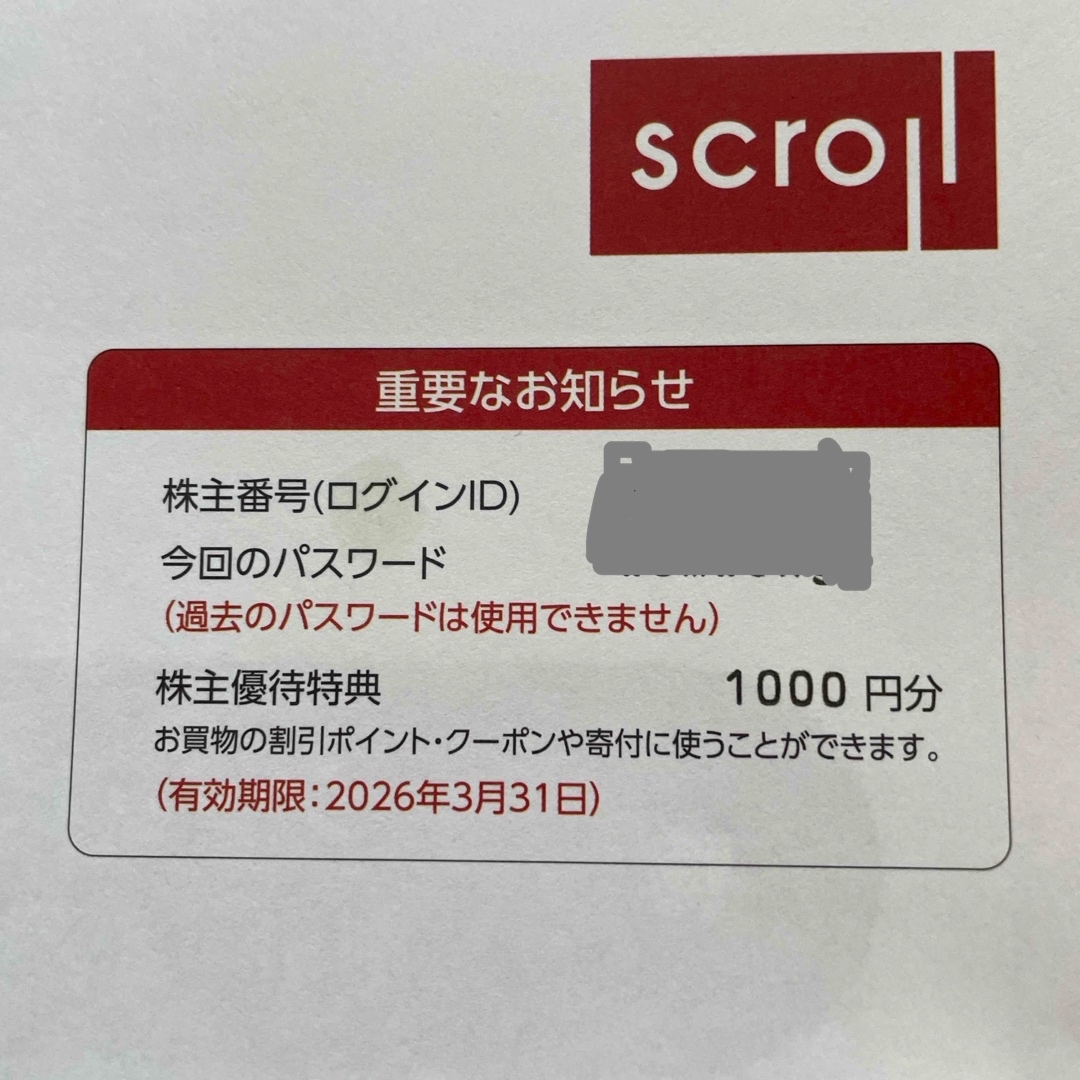 scroll
重要なお知らせ
株主番号(ログインID)
今回のパスワード
(過去のパスワードは使用できません)
株主優待特典 1000 円分
お買物の割引ポイント・クーポンや寄付に使うことができます。
(有効期限:2026年3月31日)